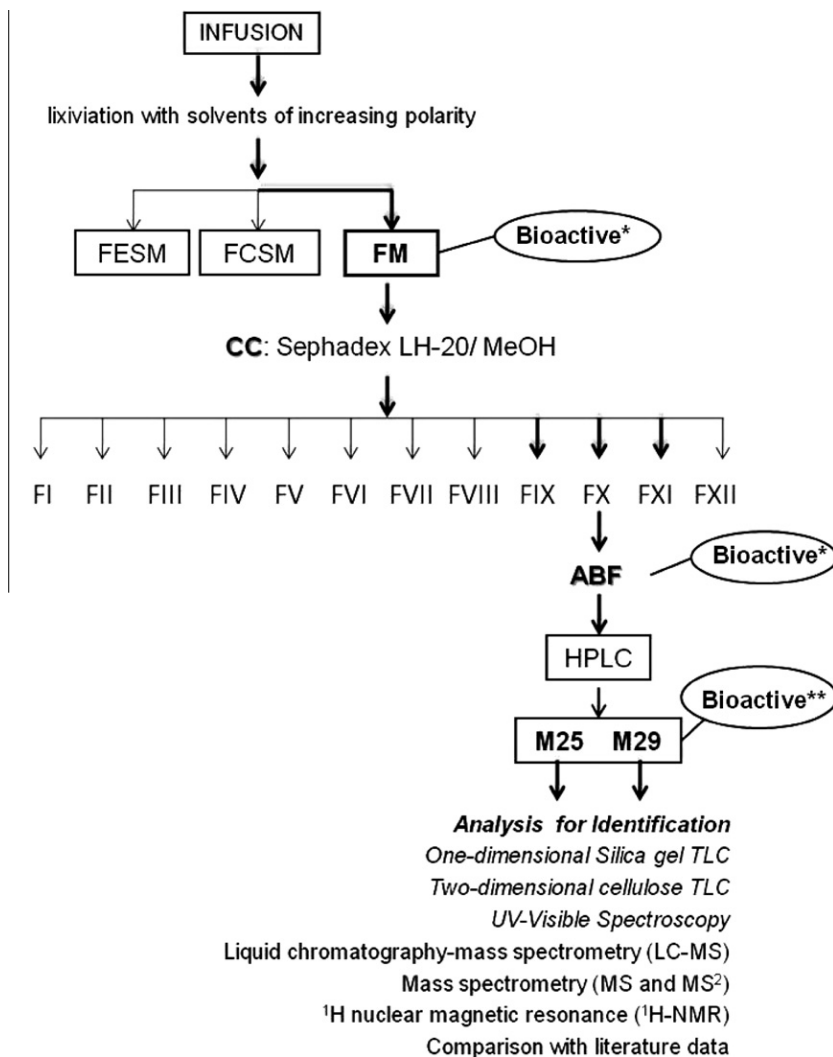 INFUSION
lixiviation with solvents of increasing polarity
FESM FCSM FM Bioactive*
CC: Sephadex LH-20/ MeOH
FI FII FIII FIV FV FVI FVII FVIII FIX FX FXI FXII
ABF Bioactive*
HPLC
Bioactive**
M25 M29
Analysis for Identification
One-dimensional Silica gel TLC
Two-dimensional cellulose TLC
UV-Visible Spectroscopy
Liquid chromatography-mass spectrometry (LC-MS)
Mass spectrometry (MS and MS²)
¹H nuclear magnetic resonance (¹H-NMR)
Comparison with literature data